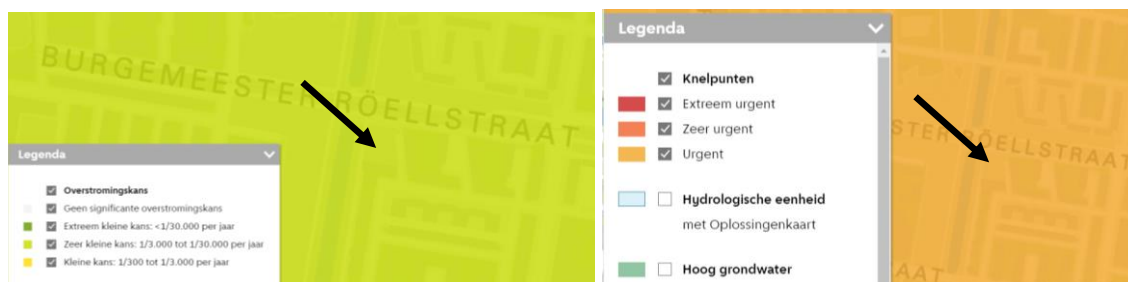 BURGEMEESTER RÖELLSTRAAT
Legenda
Overstromingskans
Geen significante overstromingskans
Extreem kleine kans: <1/30.000 per jaar
Zeer kleine kans: 1/3.000 tot 1/30.000 per jaar
Kleine kans: 1/300 tot 1/3.000 per jaar
Legenda
Knelpunten
Extreem urgent
Zeer urgent
Urgent
Hydrologische eenheid
met Oplossingenkaart
Hoog grondwater
STER RÖELLSTRAAT
AAT